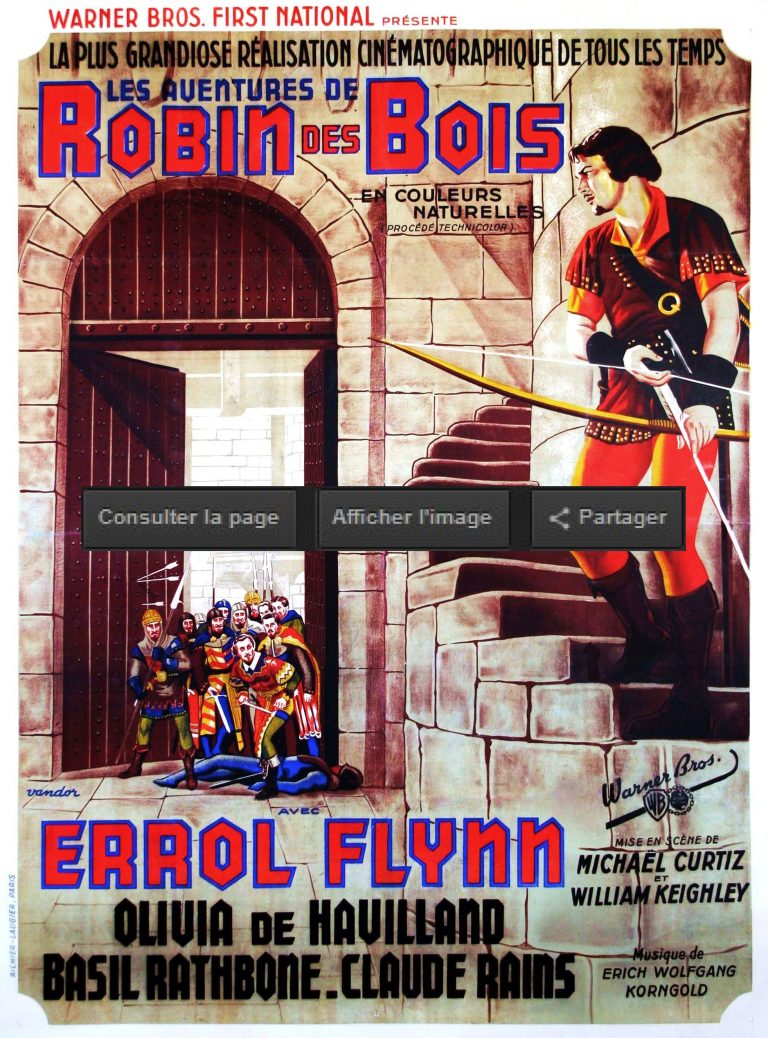 WARNER BROS. FIRST NATIONAL PRÉSENTE
LA PLUS GRANDIOSE RÉALISATION CINÉMATOGRAPHIQUE DE TOUS LES TEMPS
LES AVENTURES DE
ROBIN DES BOIS
EN COULEURS
NATURELLES
(PROCÉDÉ TECHNICOLOR)
Consulter la page
Afficher l'image
Partager
vandor
Warner Bros.
WB
AVEC
ERROL FLYNN
MISE EN SCÈNE DE
MICHAËL CURTIZ
ET
WILLIAM KEIGHLEY
OLIVIA DE HAVILLAND
BASIL RATHBONE_CLAUDE RAINS
Musique de
ERICH WOLFGANG
KORNGOLD
RICHIER-LAUGIER, PARIS